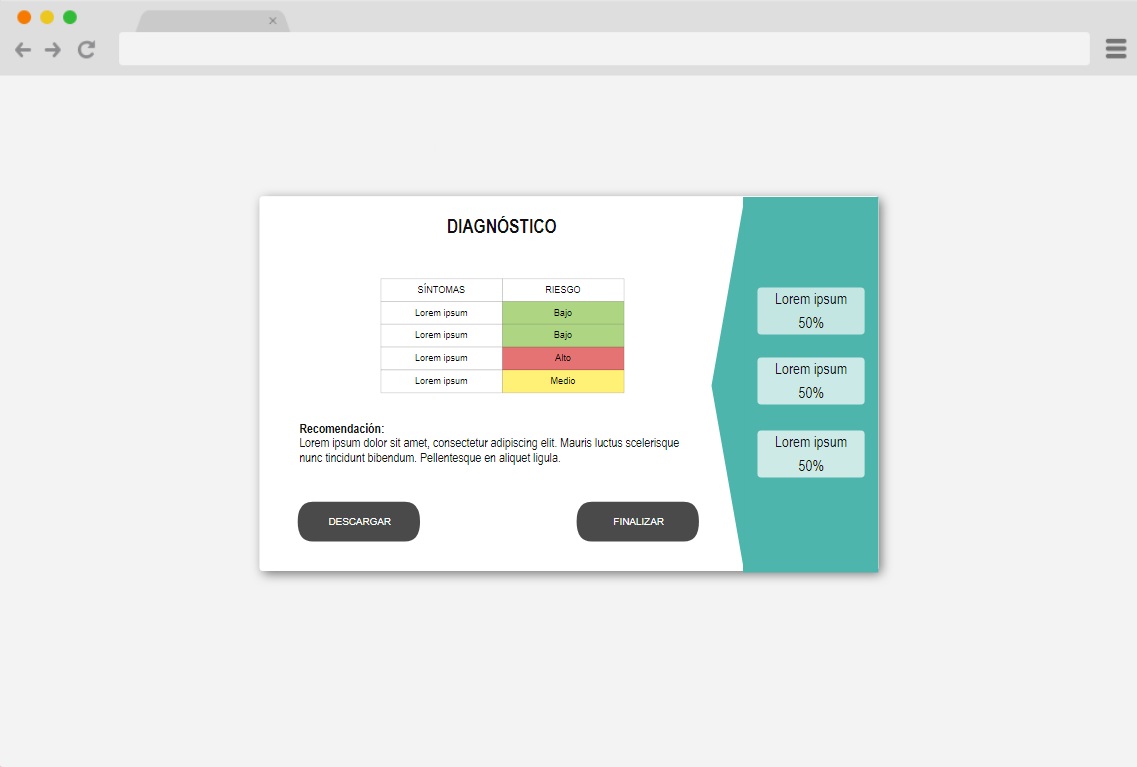 DIAGNÓSTICO
SÍNTOMAS RIESGO
Lorem ipsum Bajo
Lorem ipsum Bajo
Lorem ipsum Alto
Lorem ipsum Medio
Recomendación:
Lorem ipsum dolor sit amet, consectetur adipiscing elit. Mauris luctus scelerisque
nunc tincidunt bibendum. Pellentesque en aliquet ligula.
DESCARGAR
FINALIZAR
Lorem ipsum
50%
Lorem ipsum
50%
Lorem ipsum
50%